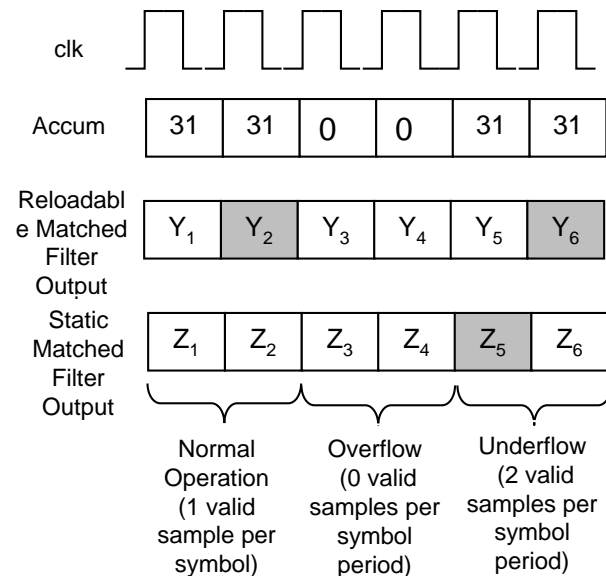 clk
Accum 31 31 0 0 31 31
Reloadabl
e Matched
Filter
Output
Y1 Y2 Y3 Y4 Y5 Y6
Static
Matched
Filter
Output
Z1 Z2 Z3 Z4 Z5 Z6
Normal
Operation
(1 valid
sample per
symbol)
Overflow
(0 valid
samples per
symbol
period)
Underflow
(2 valid
samples per
symbol
period)